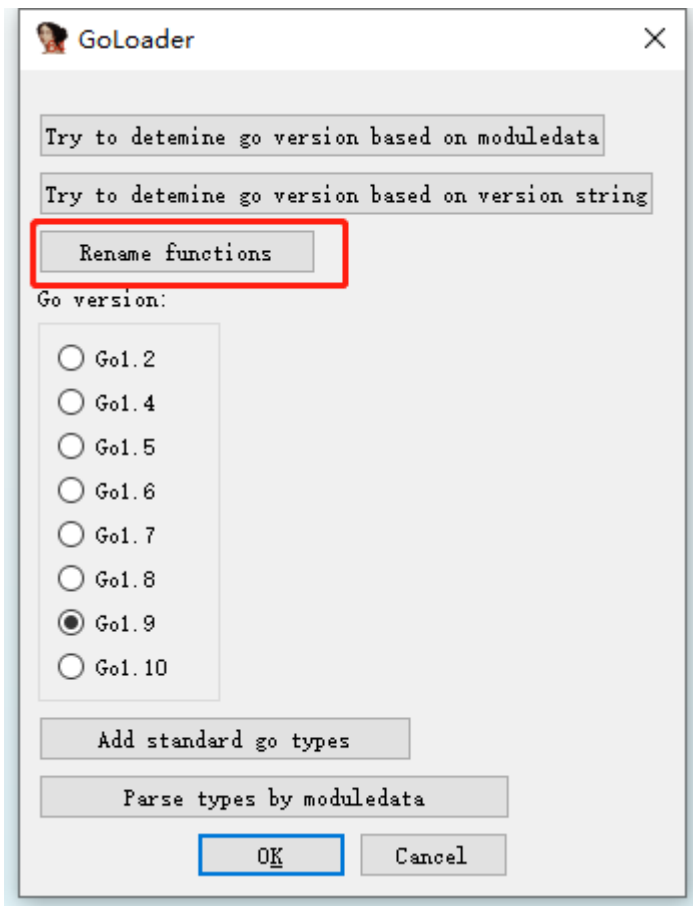 GoLoader
Try to detemine go version based on moduledata
Try to detemine go version based on version string
Rename functions
Go version:
Go1.2
Go1.4
Go1.5
Go1.6
Go1.7
Go1.8
Go1.9
Go1.10
Add standard go types
Parse types by moduledata
OK
Cancel